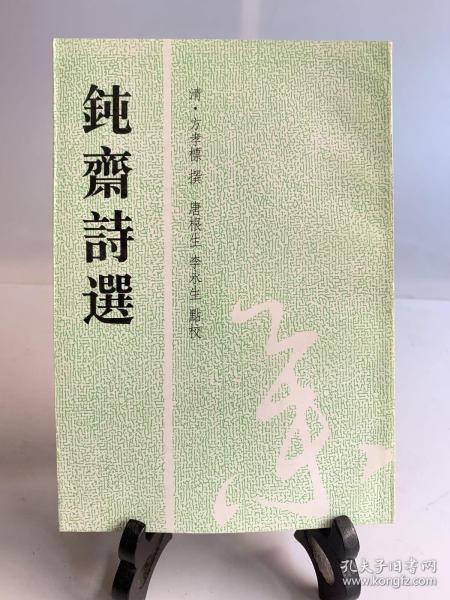 鈍齋詩選
清·方孝標 撰 唐根生 李永生 點校
孔夫子旧书网
www.kongfz.com